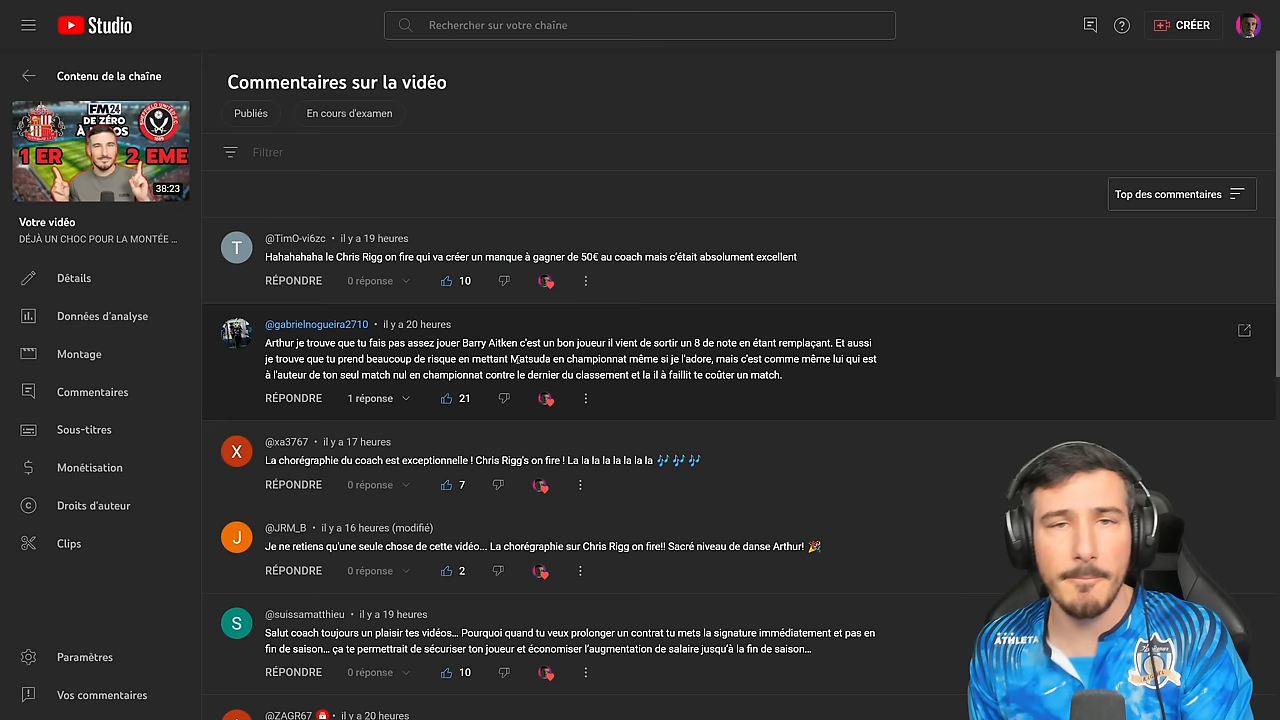 Studio
Rechercher sur votre chaîne
CRÉER
Contenu de la chaîne
FM24
DE ZÉRO
1 ER
2 EME
38:23
Votre vidéo
DÉJÀ UN CHOC POUR LA MONTÉE ...
Détails
Données d'analyse
Montage
Commentaires
Sous-titres
Monétisation
Droits d'auteur
Clips
Paramètres
Vos commentaires
Commentaires sur la vidéo
Publiés
En cours d'examen
Filtrer
Top des commentaires
T
@TimO-vi6zc • il y a 19 heures
Hahahahaha le Chris Rigg on fire qui va créer un manque à gagner de 50€ au coach mais c'était absolument excellent
RÉPONDRE 0 réponse 10
@gabrielnogueira2710 • il y a 20 heures
Arthur je trouve que tu fais pas assez jouer Barry Aitken c'est un bon joueur il vient de sortir un 8 de note en étant remplaçant. Et aussi
je trouve que tu prend beaucoup de risque en mettant Matsuda en championnat même si je l'adore, mais c'est comme même lui qui est
à l'auteur de ton seul match nul en championnat contre le dernier du classement et la il à faillit te coûter un match.
RÉPONDRE 1 réponse 21
X
@xa3767 • il y a 17 heures
La chorégraphie du coach est exceptionnelle ! Chris Rigg's on fire ! La la la la la la la la 🎶 🎶 🎶
RÉPONDRE 0 réponse 7
J
@JRM_B • il y a 16 heures (modifié)
Je ne retiens qu'une seule chose de cette vidéo... La chorégraphie sur Chris Rigg on fire!! Sacré niveau de danse Arthur! 🎉
RÉPONDRE 0 réponse 2
S
@suissamatthieu • il y a 19 heures
Salut coach toujours un plaisir tes vidéos... Pourquoi quand tu veux prolonger un contrat tu mets la signature immédiatement et pas en
fin de saison... ça te permettrait de sécuriser ton joueur et économiser l'augmentation de salaire jusqu'à la fin de saison...
RÉPONDRE 0 réponse 10
@ZAGR67 • il y a 20 heures
ATHLETA